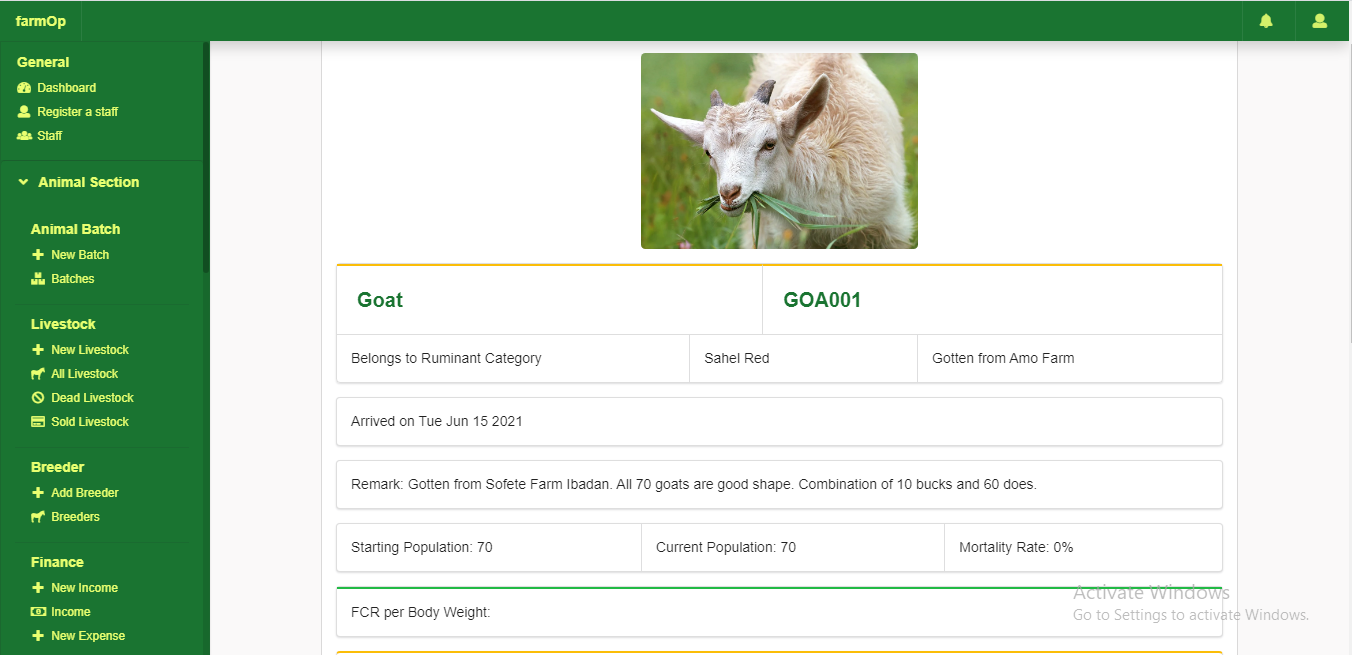 farmOp
General
Dashboard
Register a staff
Staff
Animal Section
Animal Batch
New Batch
Batches
Livestock
New Livestock
All Livestock
Dead Livestock
Sold Livestock
Breeder
Add Breeder
Breeders
Finance
New Income
Income
New Expense
Goat
GOA001
Belongs to Ruminant Category
Sahel Red
Gotten from Amo Farm
Arrived on Tue Jun 15 2021
Remark: Gotten from Sofete Farm Ibadan. All 70 goats are good shape. Combination of 10 bucks and 60 does.
Starting Population: 70
Current Population: 70
Mortality Rate: 0%
FCR per Body Weight:
Activate Windows
Go to Settings to activate Windows.